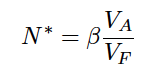 N* = β V_A / V_F